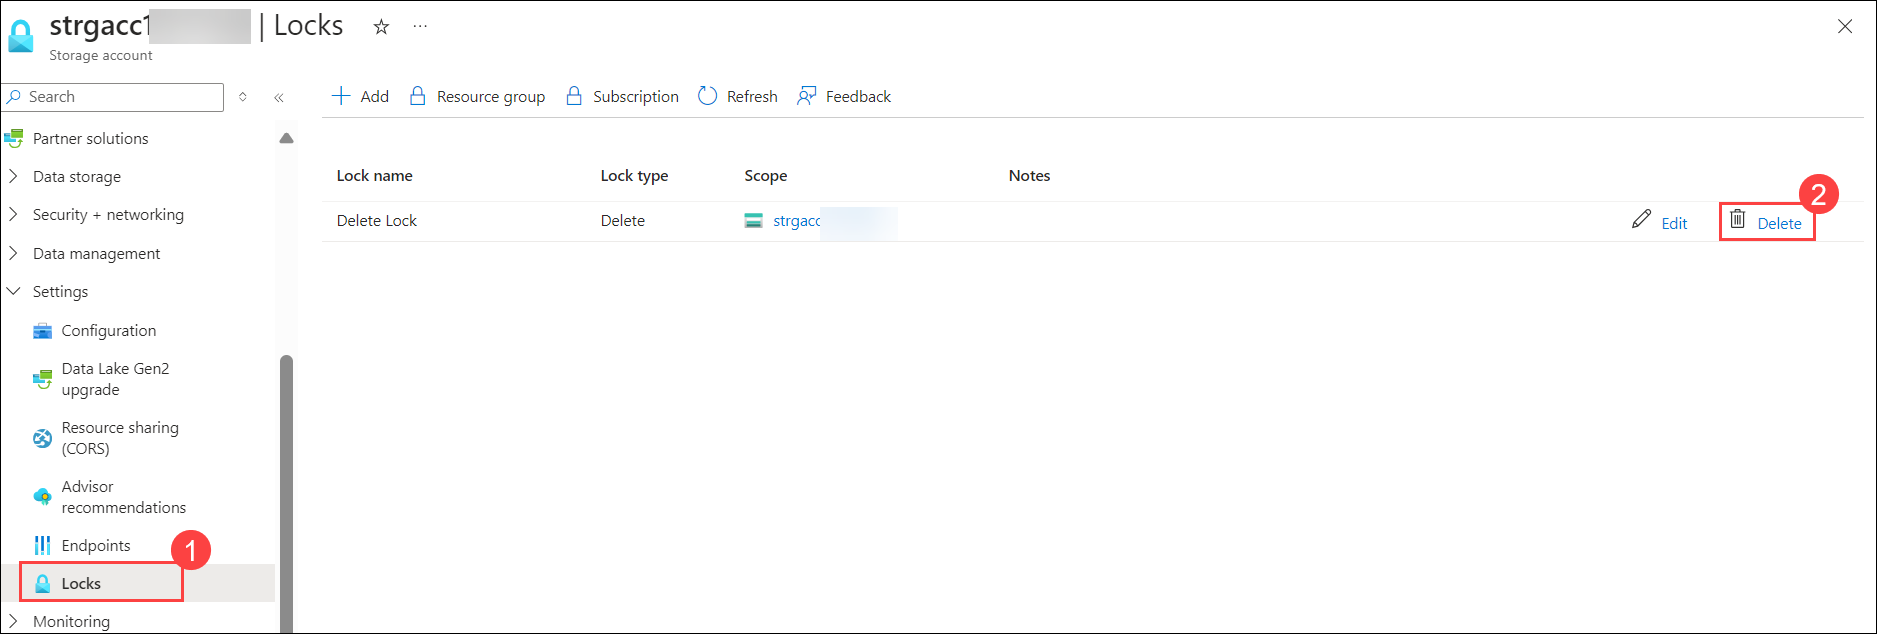 strgacc1 | Locks
Storage account
Search
Add
Resource group
Subscription
Refresh
Feedback
Partner solutions
Data storage
Security + networking
Data management
Settings
Configuration
Data Lake Gen2
upgrade
Resource sharing
(CORS)
Advisor
recommendations
Endpoints
1
Locks
Monitoring
Lock name Lock type Scope Notes
Delete Lock Delete strgacc Edit Delete
2